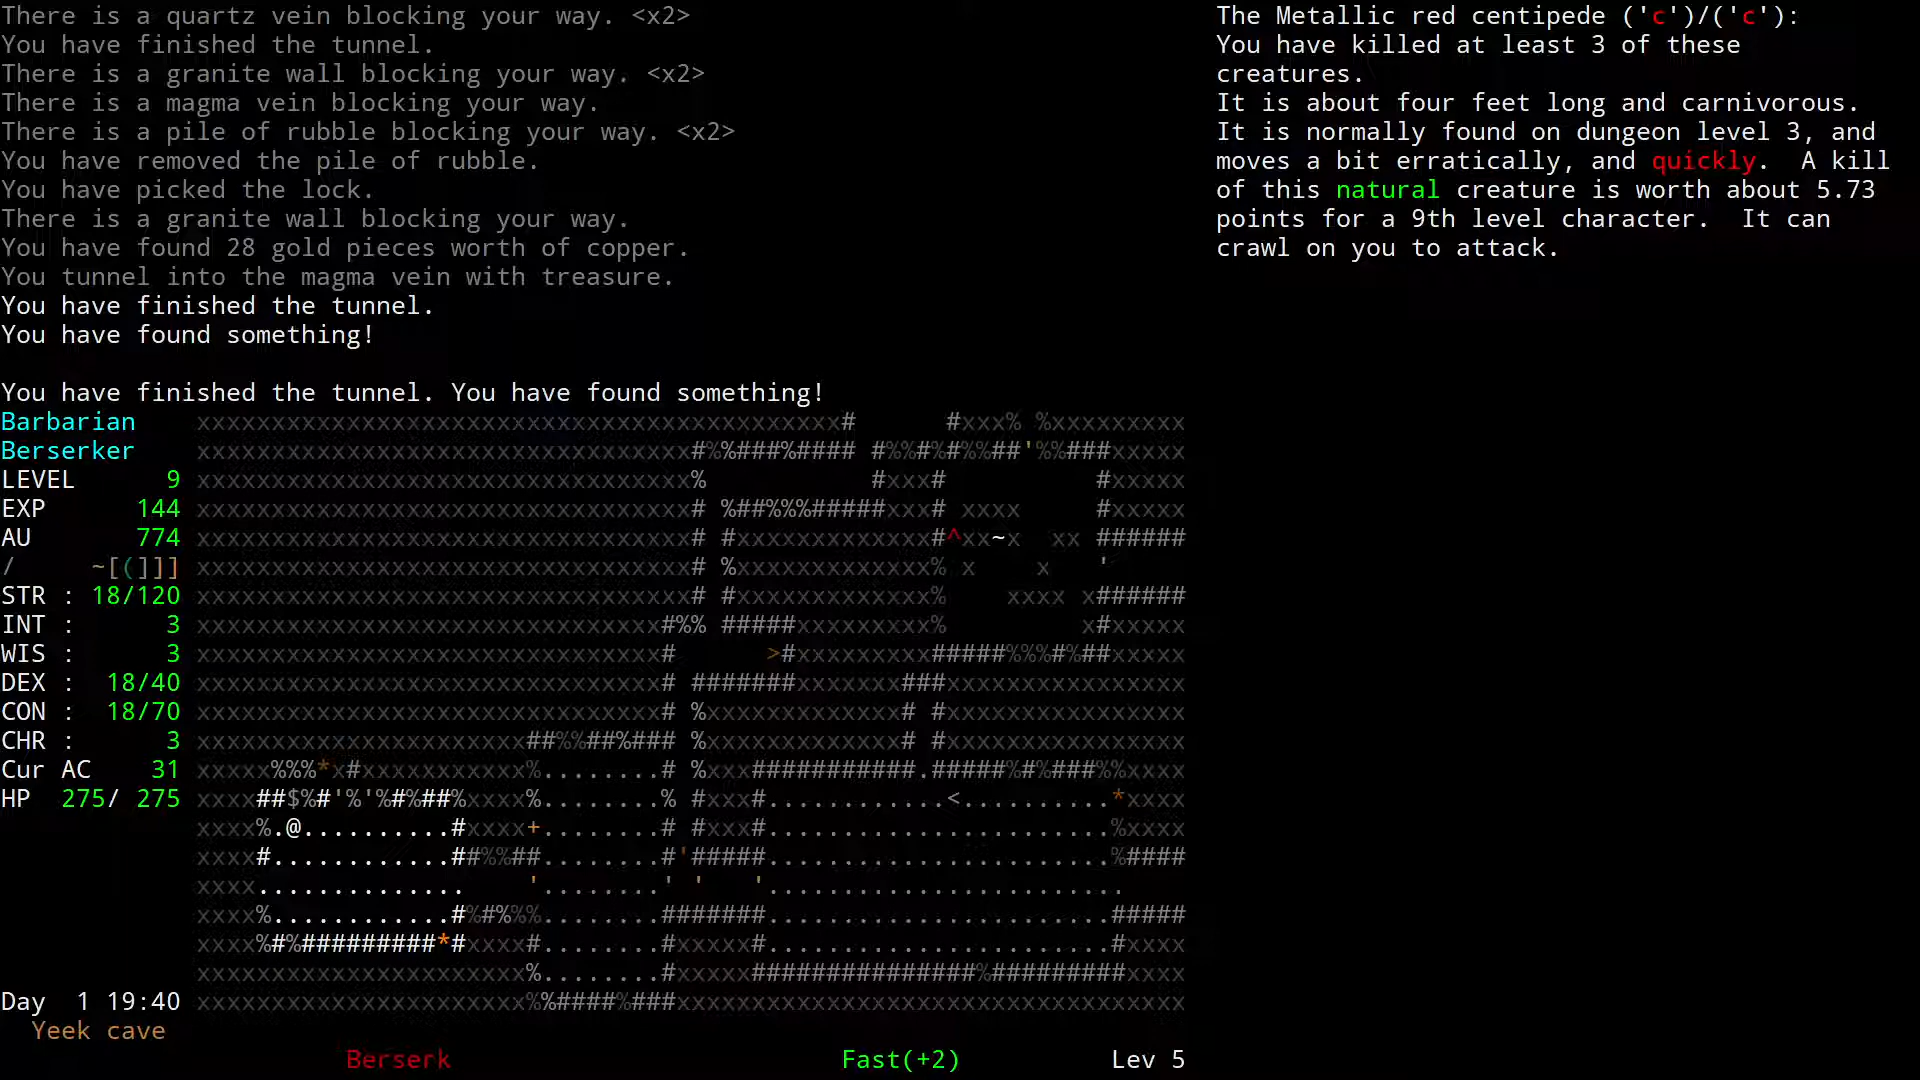 There is a quartz vein blocking your way. <x2>
You have finished the tunnel.
There is a granite wall blocking your way. <x2>
There is a magma vein blocking your way.
There is a pile of rubble blocking your way. <x2>
You have removed the pile of rubble.
You have picked the lock.
There is a granite wall blocking your way.
You have found 28 gold pieces worth of copper.
You tunnel into the magma vein with treasure.
You have finished the tunnel.
You have found something!
You have finished the tunnel. You have found something!
The Metallic red centipede ('c')/('c'):
You have killed at least 3 of these
creatures.
It is about four feet long and carnivorous.
It is normally found on dungeon level 3, and
moves a bit erratically, and quickly.  A kill
of this natural creature is worth about 5.73
points for a 9th level character.  It can
crawl on you to attack.
Barbarian
Berserker
LEVEL 9
EXP 144
AU 774
/ ~[(]]]
STR : 18/120
INT : 3
WIS : 3
DEX : 18/40
CON : 18/70
CHR : 3
Cur AC 31
HP 275/ 275
Day 1 19:40
Yeek cave
Berserk
Fast(+2)
Lev 5